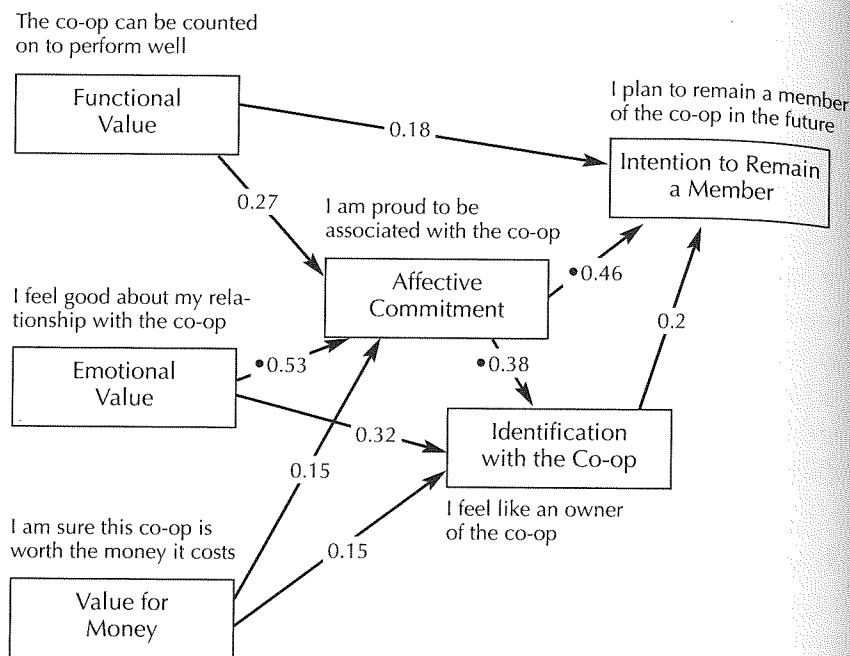 The co-op can be counted
on to perform well
Functional
Value
0.18
I plan to remain a member
of the co-op in the future
Intention to Remain
a Member
0.27
I am proud to be
associated with the co-op
Affective
Commitment
•0.46
I feel good about my rela-
tionship with the co-op
Emotional
Value
•0.53
•0.38
0.2
0.32
Identification
with the Co-op
I feel like an owner
of the co-op
0.15
0.15
I am sure this co-op is
worth the money it costs
Value for
Money